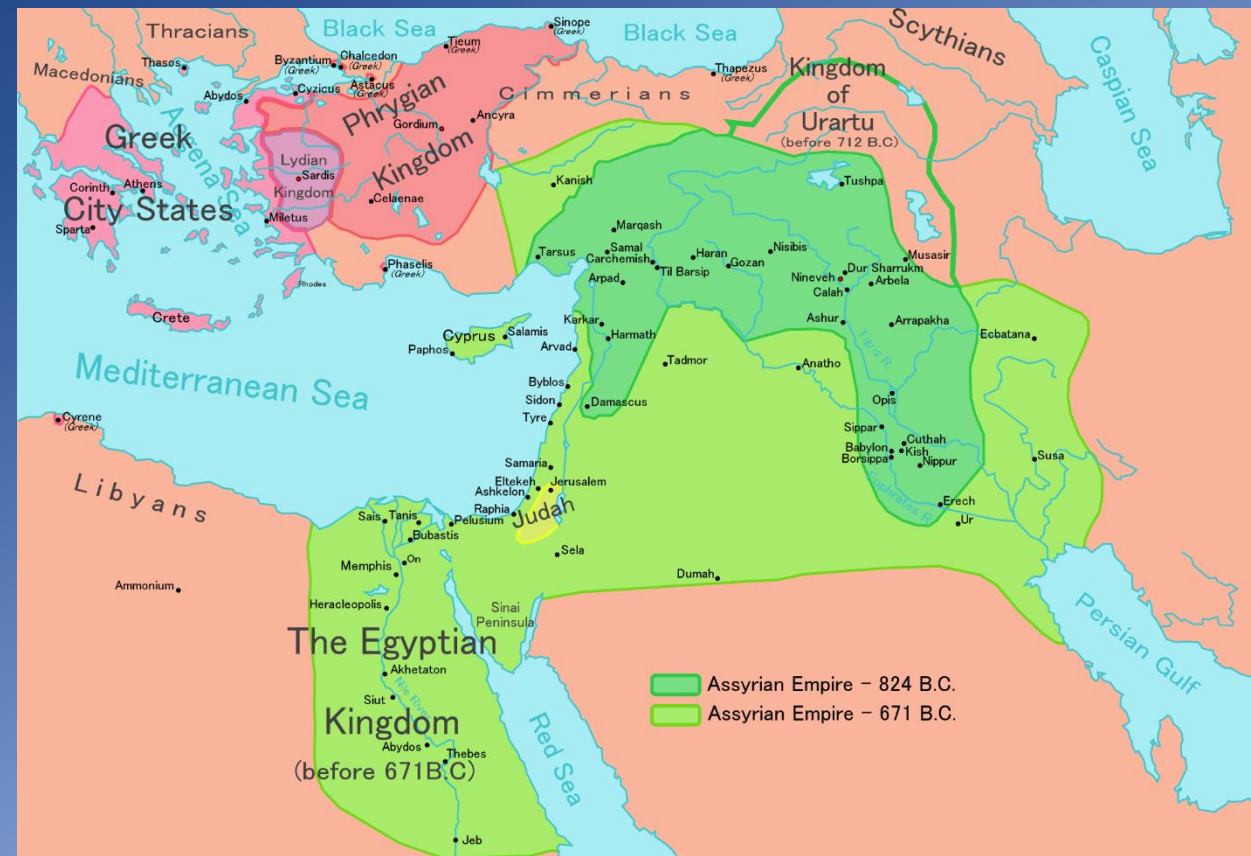 Thracians
Macedonians
Thasos
Black Sea
Byzantium
(Greek)
Chalcedon
(Greek)
Ticum
(Greek)
Sinope
(Greek)
Black Sea
Scythians
Caspian Sea
Abydos
Cyzicus
Astacus
(Greek)
Thapezus
(Greek)
Kingdom
of
Urartu
(before 712 B.C)
Cimmerians
Phrygian
Kingdom
Gordium
Ancyra
Greek
City States
Corinth
Athens
Sparta
Lydian
Kingdom
Sardis
Celaenae
Miletus
Phaselis
(Greek)
Rhodes
Crete
Kanish
Tushpa
Marqash
Tarsus
Samal
Carchemish
Til Barsip
Haran
Gozan
Nisibis
Musasir
Dur Sharrukm
Nineveh
Arbela
Calah
Arpad
Ashur
Arrapakha
Karkar
Harmath
Ecbatana
Cyprus
Salamis
Paphos
Arvad
Tadmor
Anatho
Tigris R.
Mediterranean Sea
Byblos
Sidon
Damascus
Tyre
Opis
Sippar
Cuthah
Babylon
Kish
Borsippa
Nippur
Susa
Cyrene
(Greek)
Samaria
Eltekeh
Jerusalem
Ashkelon
Raphia
Judah
Euphrates R.
Erech
Ur
Libyans
Sais
Tanis
Pelusium
Bubastis
On
Memphis
Sela
Dumah
Ammonium
Heracleopolis
Sinai
Peninsula
Persian Gulf
The Egyptian
Kingdom
(before 671B.C)
Akhetaton
Siut
Nile River
Abydos
Thebes
Jeb
Red Sea
Assyrian Empire - 824 B.C.
Assyrian Empire - 671 B.C.